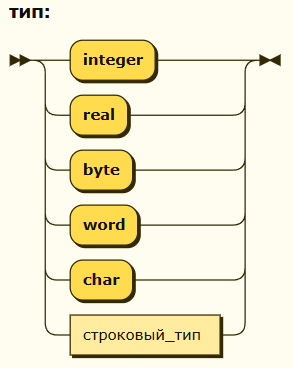 тип:
integer
real
byte
word
char
строковый_тип